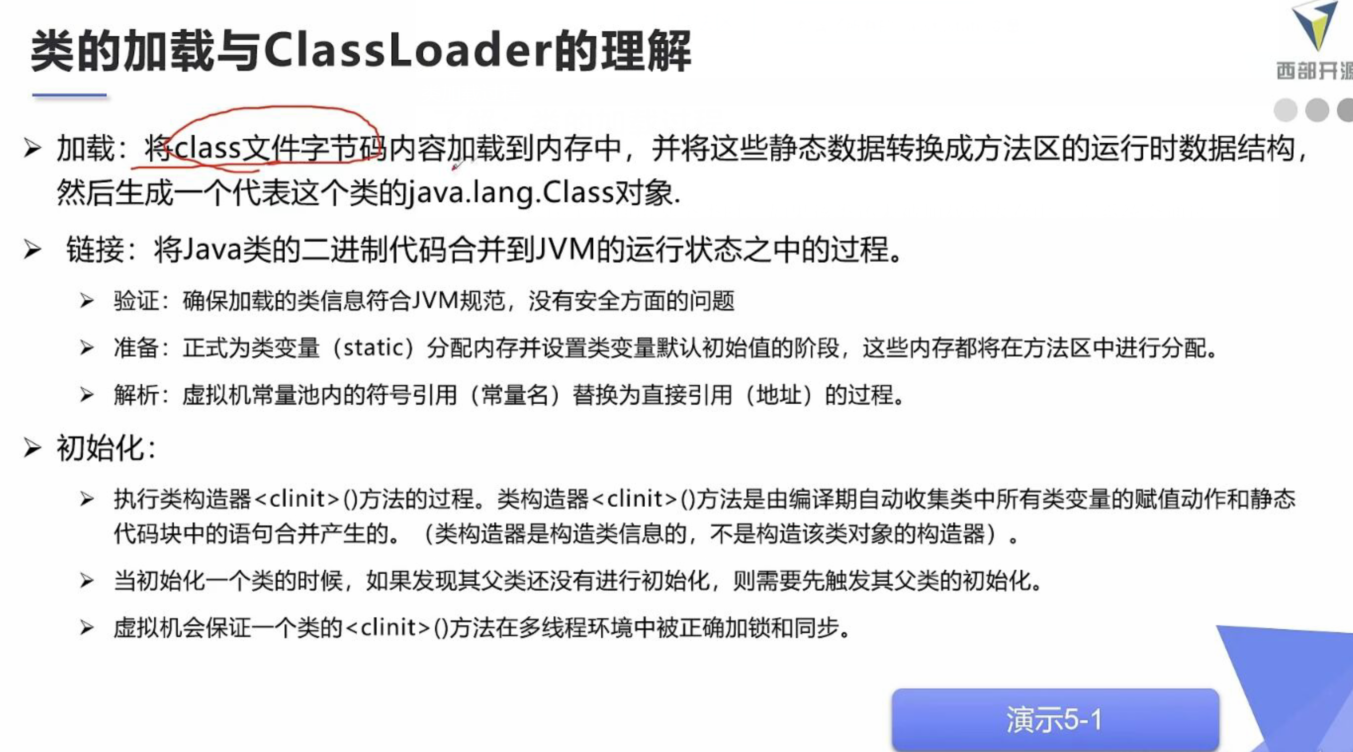 类的加载与ClassLoader的理解
西部开源
加载：将class文件字节码内容加载到内存中，并将这些静态数据转换成方法区的运行时数据结构，
然后生成一个代表这个类的java.lang.Class对象.
链接：将Java类的二进制代码合并到JVM的运行状态之中的过程。
验证：确保加载的类信息符合JVM规范，没有安全方面的问题
准备：正式为类变量（static）分配内存并设置类变量默认初始值的阶段，这些内存都将在方法区中进行分配。
解析：虚拟机常量池内的符号引用（常量名）替换为直接引用（地址）的过程。
初始化：
执行类构造器<clinit>()方法的过程。类构造器<clinit>()方法是由编译期自动收集类中所有类变量的赋值动作和静态
代码块中的语句合并产生的。（类构造器是构造类信息的，不是构造该类对象的构造器）。
当初始化一个类的时候，如果发现其父类还没有进行初始化，则需要先触发其父类的初始化。
虚拟机会保证一个类的<clinit>()方法在多线程环境中被正确加锁和同步。
演示5-1